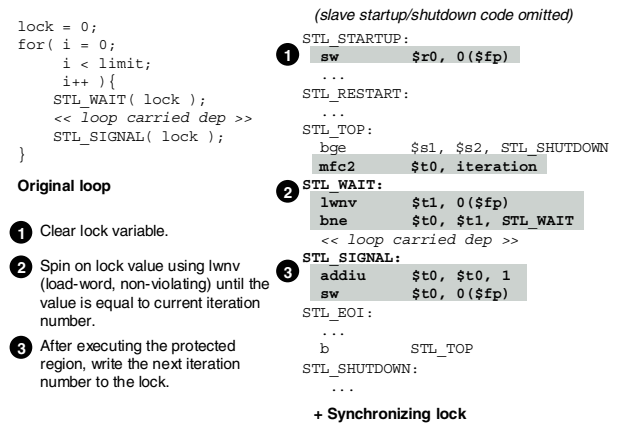 lock = 0;
for( i = 0;
i < limit;
i++ ){
STL_WAIT( lock );
<< loop carried dep >>
STL_SIGNAL( lock );
}
Original loop
1 Clear lock variable.
2 Spin on lock value using lwnv
(load-word, non-violating) until the
value is equal to current iteration
number.
3 After executing the protected
region, write the next iteration
number to the lock.
(slave startup/shutdown code omitted)
STL_STARTUP:
1 sw $r0, 0($fp)
...
STL_RESTART:
...
STL_TOP:
bge $s1, $s2, STL_SHUTDOWN
mfc2 $t0, iteration
2 STL_WAIT:
lwnv $t1, 0($fp)
bne $t0, $t1, STL_WAIT
<< loop carried dep >>
STL_SIGNAL:
3 addiu $t0, $t0, 1
sw $t0, 0($fp)
STL_EOI:
...
b STL_TOP
STL_SHUTDOWN:
...
+ Synchronizing lock